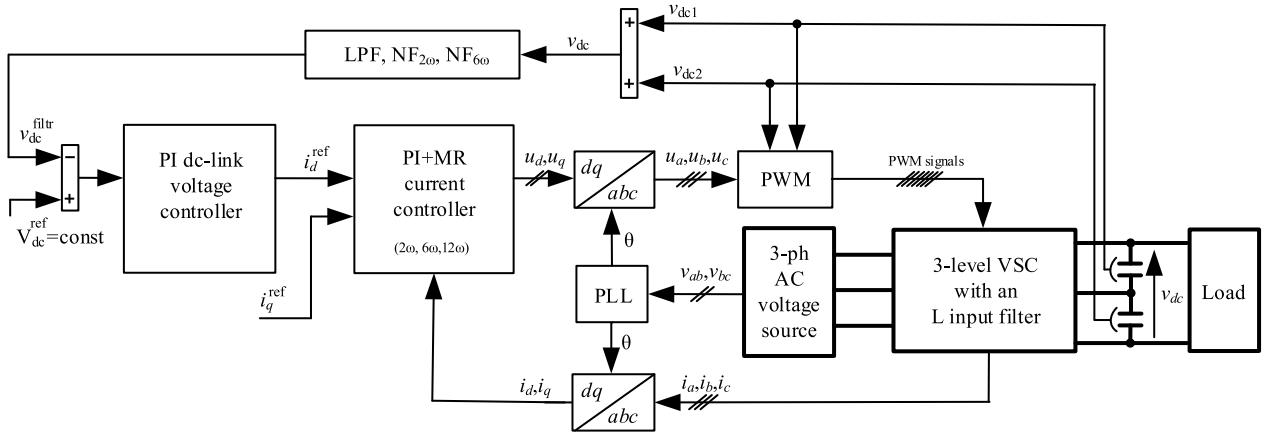 v_dc1
v_dc
LPF, NF_2ω, NF_6ω
v_dc2
+
+
v_dc^filtr
−
+
V_dc^ref=const
PI dc-link
voltage
controller
i_d^ref
i_q^ref
PI+MR
current
controller
(2ω, 6ω,12ω)
u_d,u_q
dq
abc
u_a,u_b,u_c
PWM
PWM signals
θ
PLL
v_ab,v_bc
3-ph
AC
voltage
source
3-level VSC
with an
L input filter
v_dc
Load
θ
i_d,i_q
dq
abc
i_a,i_b,i_c